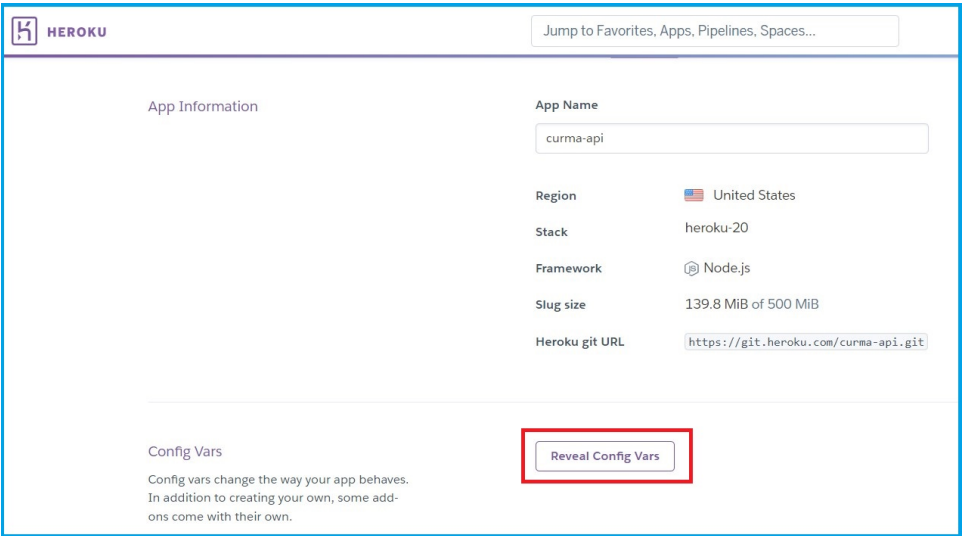 HEROKU
Jump to Favorites, Apps, Pipelines, Spaces...
App Information
App Name
curma-api
Region United States
Stack heroku-20
Framework JS Node.js
Slug size 139.8 MiB of 500 MiB
Heroku git URL https://git.heroku.com/curma-api.git
Config Vars
Config vars change the way your app behaves.
In addition to creating your own, some add-
ons come with their own.
Reveal Config Vars